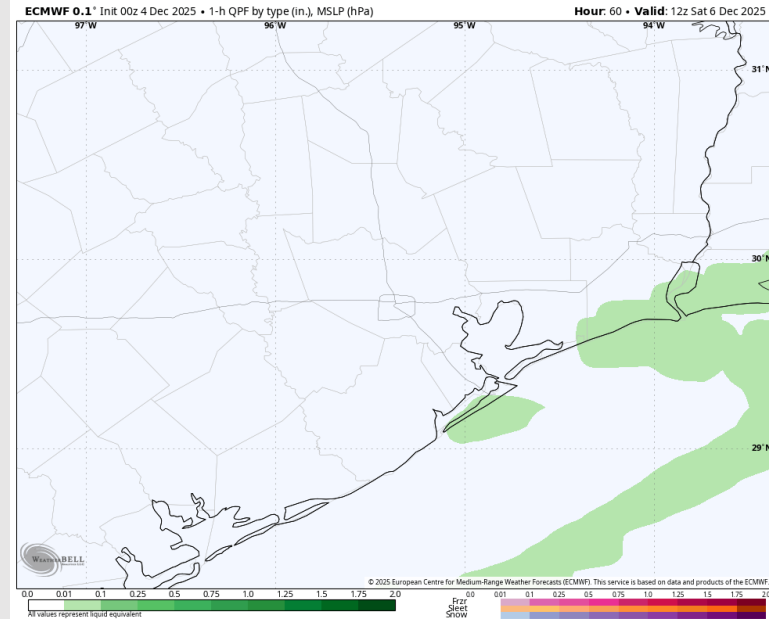 ECMWF 0.1° Init 00z 4 Dec 2025 • 1-h QPF by type (in.), MSLP (hPa)
Hour: 60 • Valid: 12z Sat 6 Dec 2025
97°W 96°W 95°W 94°W
31°N
30°N
29°N
WEATHERBELL
© 2025 European Centre for Medium-Range Weather Forecasts (ECMWF). This service is based on data and products of the ECMWF.
0.0 0.01 0.1 0.25 0.5 0.75 1.0 1.25 1.5 1.75 2.0
0.0 0.01 0.1 0.25 0.5 0.75 1.0 1.25 1.5 1.75 2.0
All values represent liquid equivalent
Frzr
Sleet
Snow